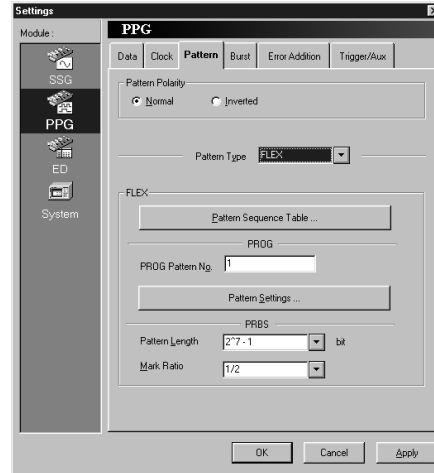 Settings
Module :
SSG
PPG
ED
System
PPG
Data Clock Pattern Burst Error Addition Trigger/Aux
Pattern Polarity
Normal Inverted
Pattern Type FLEX
FLEX
Pattern Sequence Table ...
PROG
PROG Pattern No. 1
Pattern Settings ...
PRBS
Pattern Length 2^7 - 1 bit
Mark Ratio 1/2
OK Cancel Apply